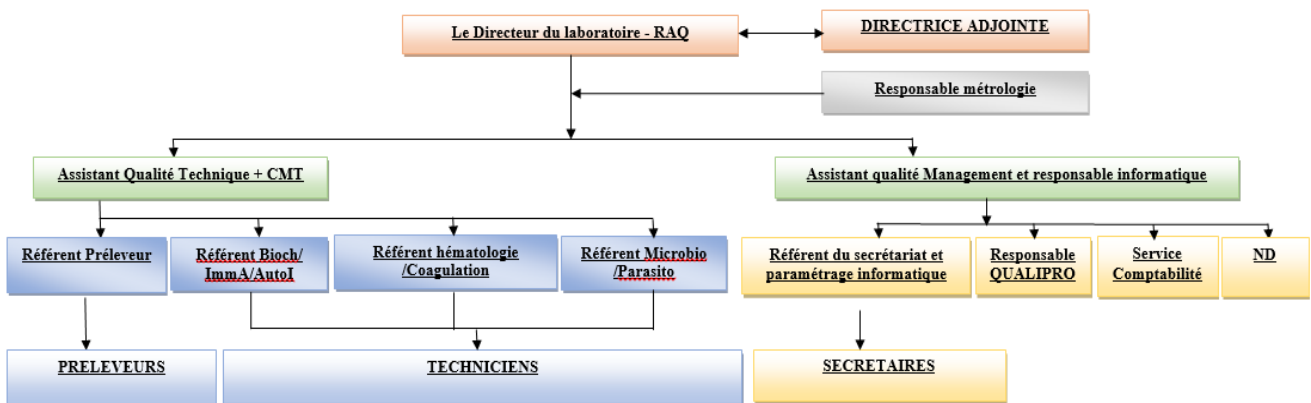 Le Directeur du laboratoire - RAQ
DIRECTRICE ADJOINTE
Responsable métrologie
Assistant Qualité Technique + CMT
Assistant qualité Management et responsable informatique
Référent Préleveur
Référent Bioch/
ImmA/AutoI
Référent hématologie
/Coagulation
Référent Microbio
/Parasito
Référent du secrétariat et
paramétrage informatique
Responsable
QUALIPRO
Service
Comptabilité
ND
PRELEVEURS
TECHNICIENS
SECRETAIRES